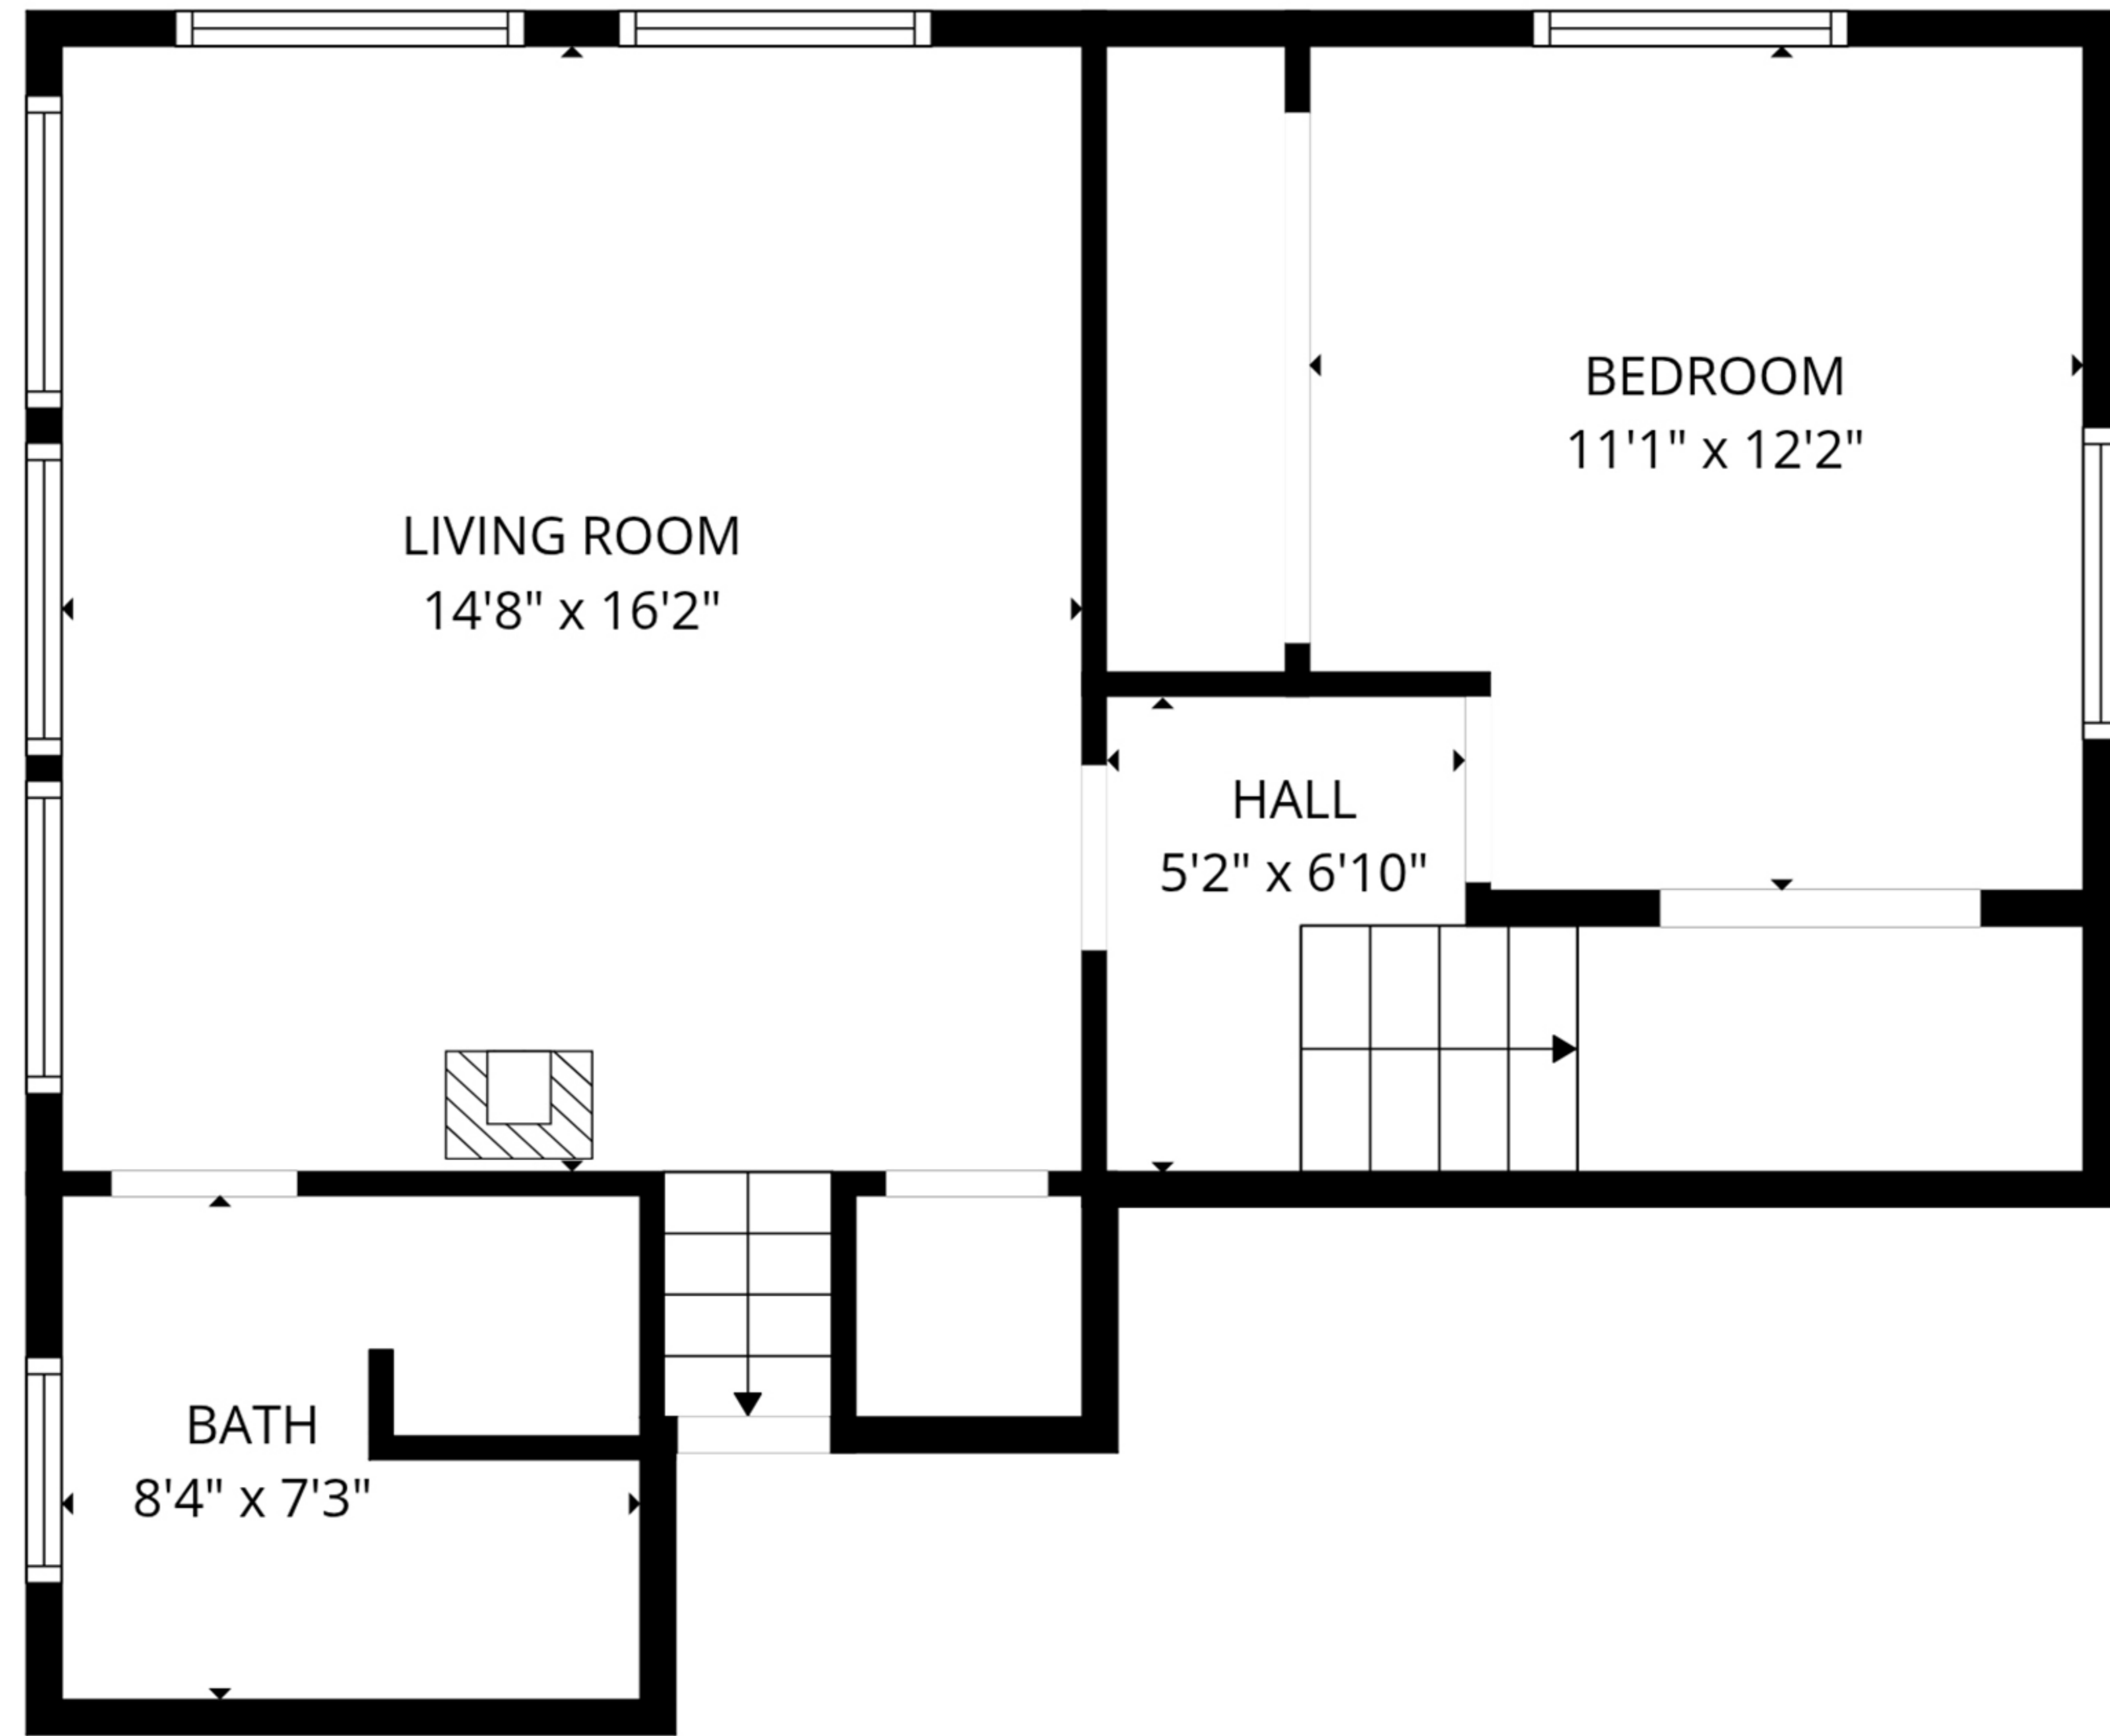 LIVING ROOM
14'8" x 16'2"
BEDROOM
11'1" x 12'2"
HALL
5'2" x 6'10"
BATH
8'4" x 7'3"